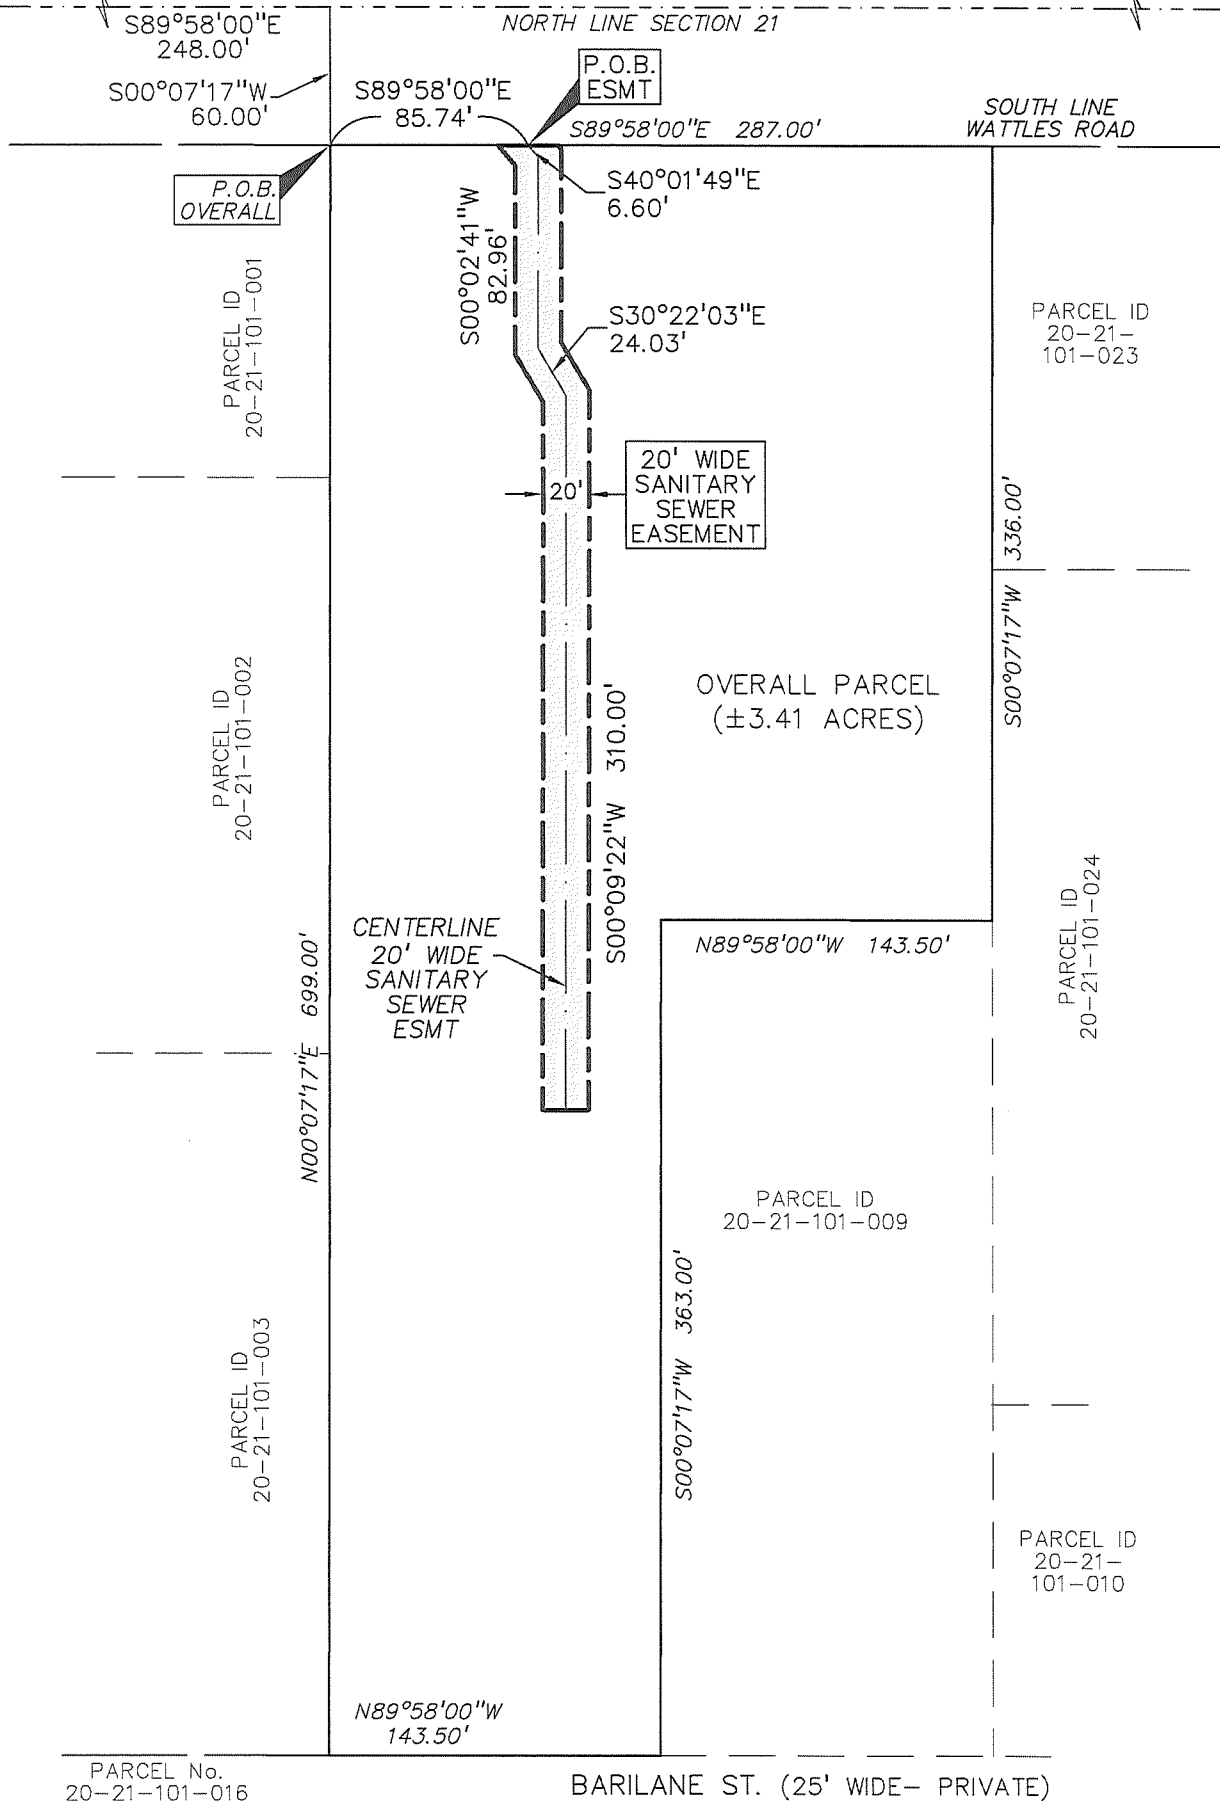 S89°58'00"E
248.00'
NORTH LINE SECTION 21
S00°07'17"W
60.00'
S89°58'00"E
85.74'
P.O.B.
ESMT
S89°58'00"E 287.00'
SOUTH LINE
WATTLES ROAD
P.O.B.
OVERALL
S40°01'49"E
6.60'
S00°02'41"W
82.96'
S30°22'03"E
24.03'
PARCEL ID
20-21-101-001
PARCEL ID
20-21-
101-023
20' WIDE
SANITARY
SEWER
EASEMENT
20'
S00°07'17"W 336.00'
PARCEL ID
20-21-101-002
OVERALL PARCEL
(±3.41 ACRES)
S00°09'22"W 310.00'
CENTERLINE
20' WIDE
SANITARY
SEWER
ESMT
N89°58'00"W 143.50'
PARCEL ID
20-21-101-024
N00°07'17"E 699.00'
PARCEL ID
20-21-101-009
S00°07'17"W 363.00'
PARCEL ID
20-21-101-003
PARCEL ID
20-21-
101-010
N89°58'00"W
143.50'
PARCEL No.
20-21-101-016
BARILANE ST. (25' WIDE- PRIVATE)